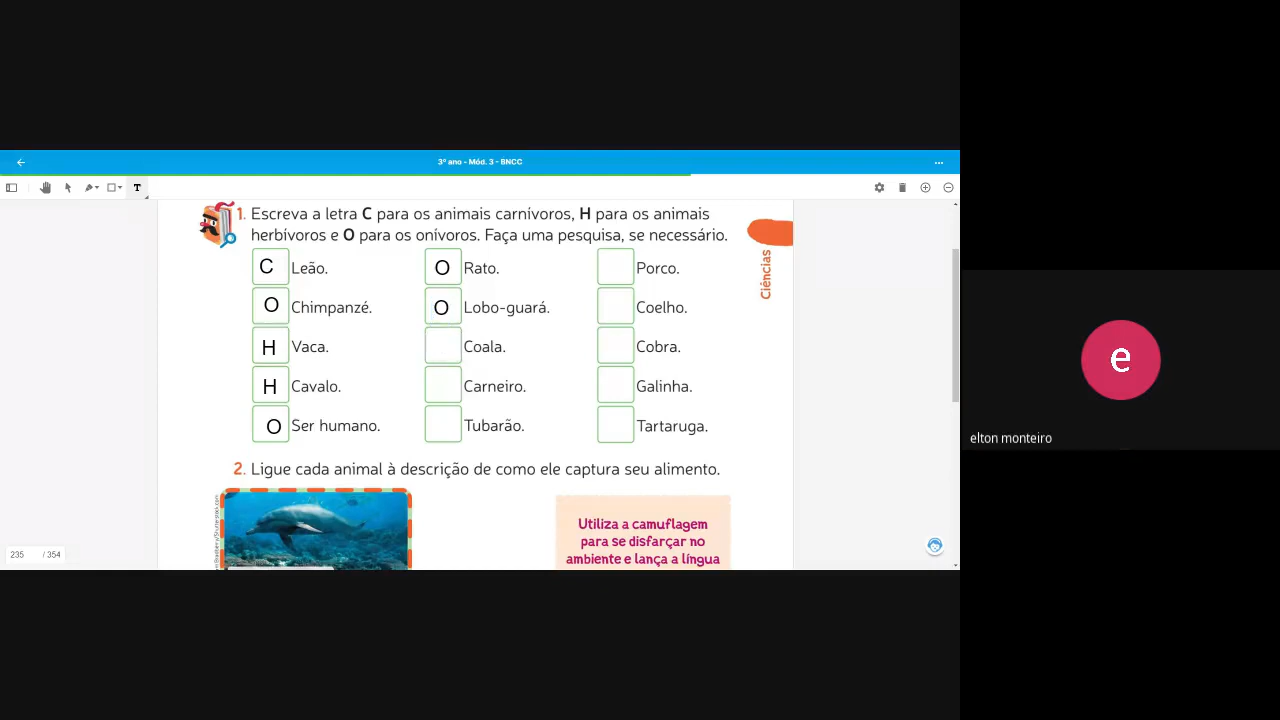 3º ano - Mód. 3 - BNCC
T
1. Escreva a letra C para os animais carnívoros, H para os animais
herbívoros e O para os onívoros. Faça uma pesquisa, se necessário.
C Leão. O Rato. Porco.
O Chimpanzé. O Lobo-guará. Coelho.
H Vaca. Coala. Cobra.
H Cavalo. Carneiro. Galinha.
O Ser humano. Tubarão. Tartaruga.
Ciências
2. Ligue cada animal à descrição de como ele captura seu alimento.
Utiliza a camuflagem
para se disfarçar no
ambiente e lança a língua
235 / 354
e
elton monteiro